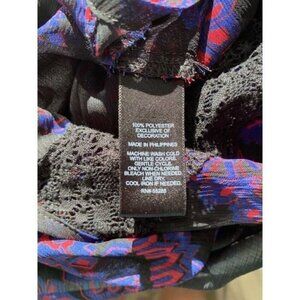 100% POLYESTER
EXCLUSIVE OF
DECORATION
MADE IN PHILIPPINES
MACHINE WASH COLD
WITH LIKE COLORS.
GENTLE CYCLE.
ONLY NON-CHLORINE
BLEACH WHEN NEEDED
LINE DRY.
COOL IRON IF NEEDED.
RN#